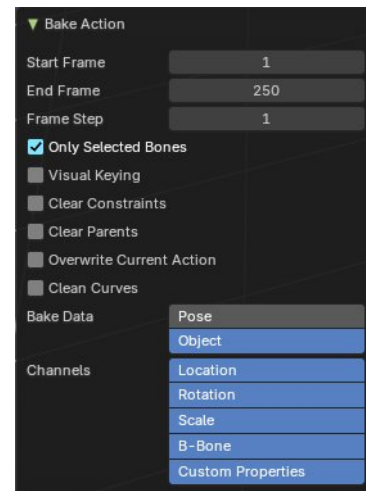 Bake Action
Start Frame 1
End Frame 250
Frame Step 1
Only Selected Bones
Visual Keying
Clear Constraints
Clear Parents
Overwrite Current Action
Clean Curves
Bake Data Pose
Object
Channels Location
Rotation
Scale
B-Bone
Custom Properties